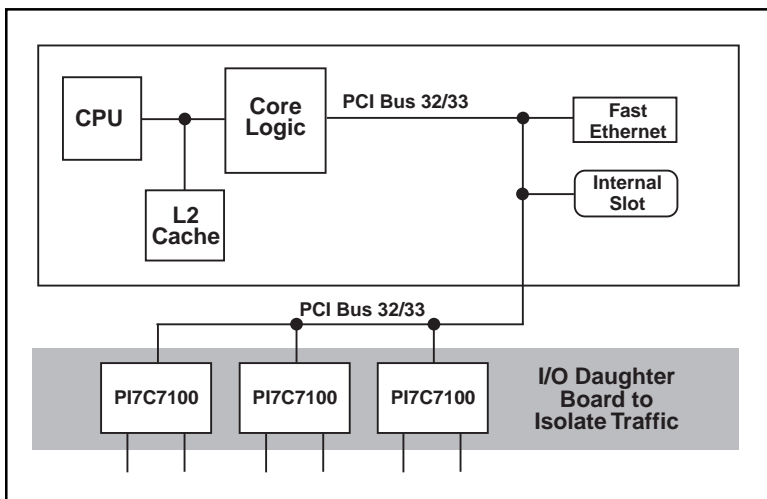 CPU
Core
Logic
PCI Bus 32/33
Fast
Ethernet
Internal
Slot
L2
Cache
PCI Bus 32/33
PI7C7100
PI7C7100
PI7C7100
I/O Daughter
Board to
Isolate Traffic